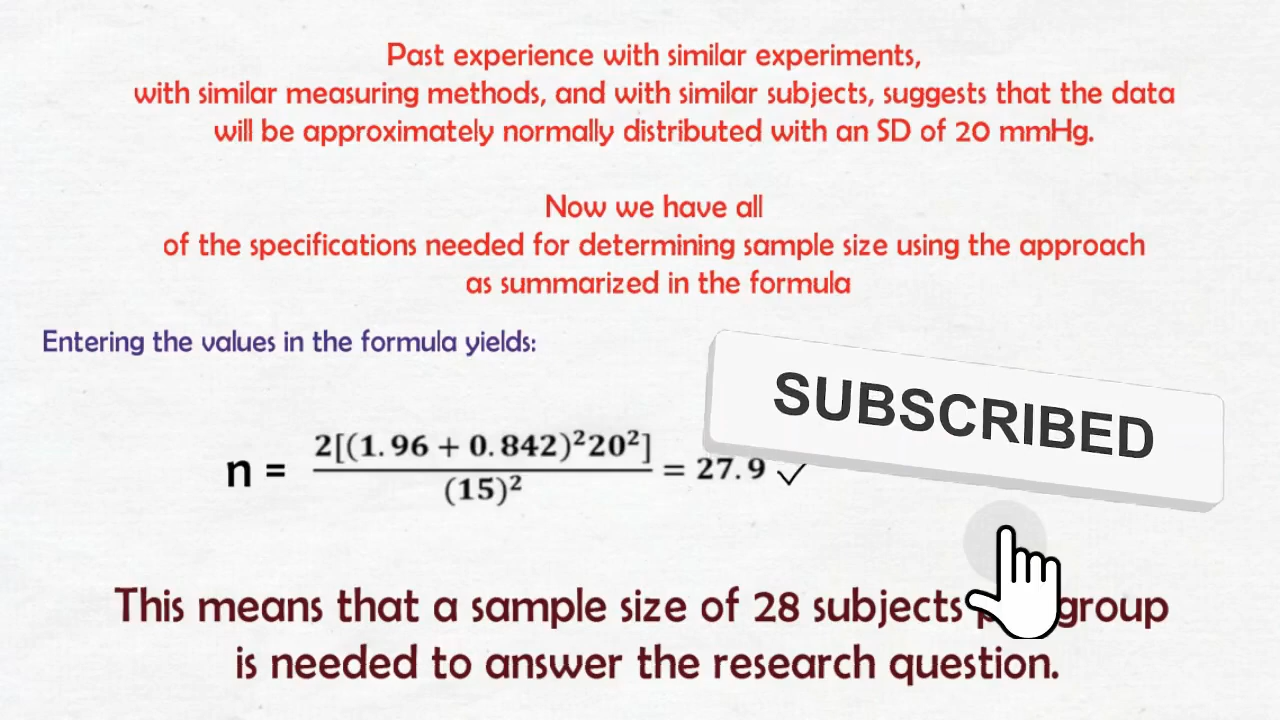 Past experience with similar experiments,
with similar measuring methods, and with similar subjects, suggests that the data
will be approximately normally distributed with an SD of 20 mmHg.
Now we have all
of the specifications needed for determining sample size using the approach
as summarized in the formula
Entering the values in the formula yields:
SUBSCRIBED
n = 2[(1.96 + 0.842)²20²] / (15)² = 27.9 ✓
This means that a sample size of 28 subjects group
is needed to answer the research question.